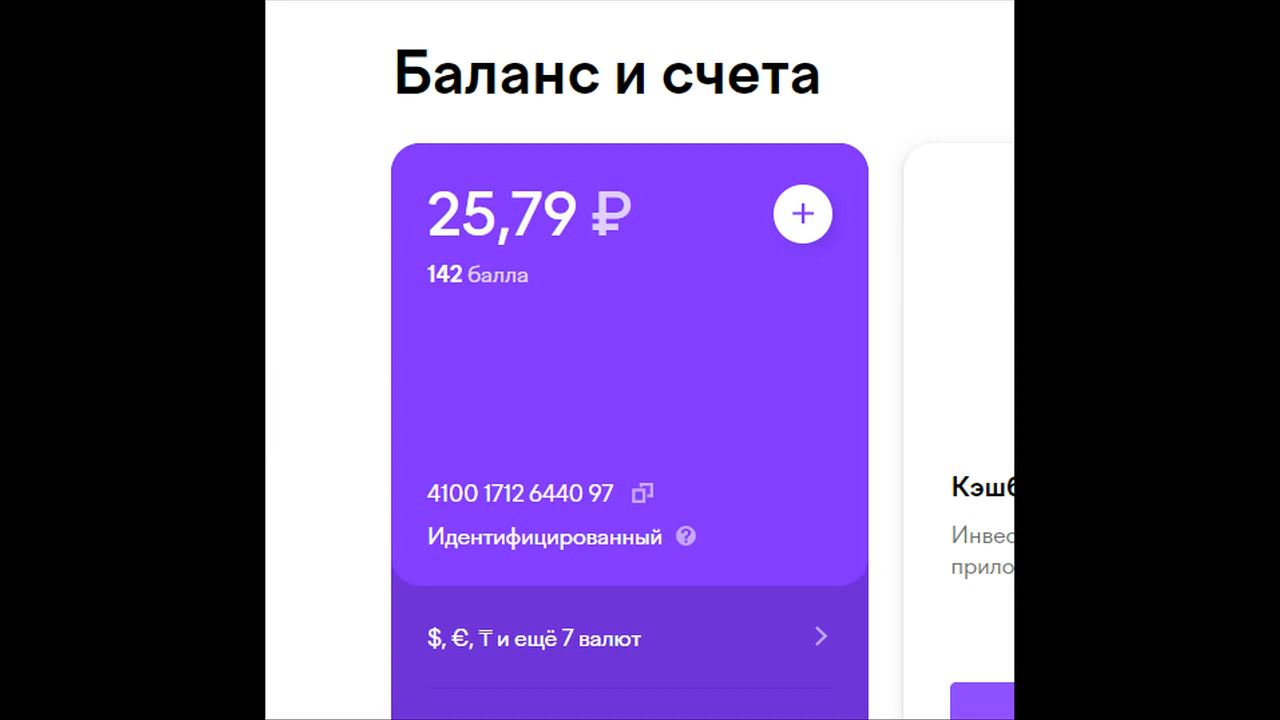 Баланс и счета
25,79 ₽
142 балла
4100 1712 6440 97
Идентифицированный
$, €, ₸ и ещё 7 валют